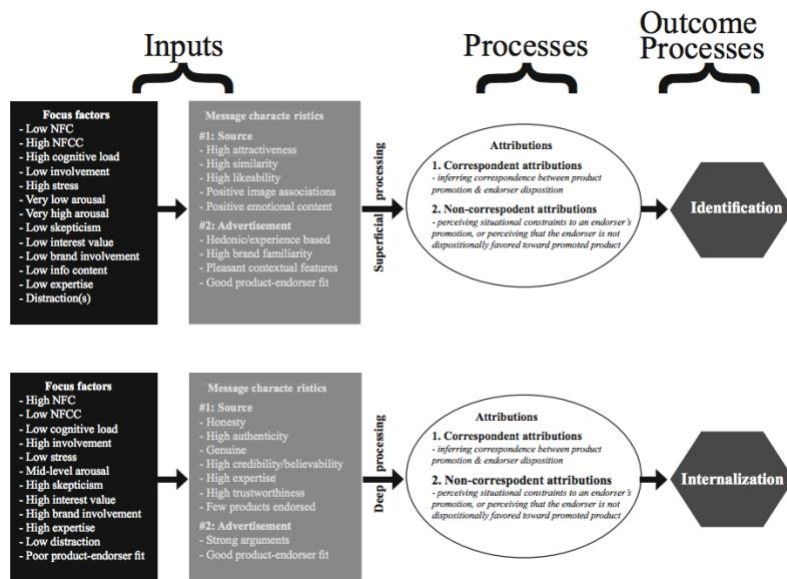 Inputs
Processes
Outcome
Processes
Focus factors
- Low NFC
- High NFCC
- High cognitive load
- Low involvement
- High stress
- Very low arousal
- Very high arousal
- Low skepticism
- Low interest value
- Low brand involvement
- Low info content
- Low expertise
- Distraction(s)
Message characte ristics
#1: Source
- High attractiveness
- High similarity
- High likeability
- Positive image associations
- Positive emotional content
#2: Advertisement
- Hedonic/experience based
- High brand familiarity
- Pleasant contextual features
- Good product-endorser fit
Superficial processing
Attributions
1. Correspondent attributions
- inferring correspondence between product
promotion & endorser disposition
2. Non-correspodent attributions
- perceiving situational constraints to an endorser's
promotion, or perceiving that the endorser is not
dispositionally favored toward promoted product
Identification
Focus factors
- High NFC
- Low NFCC
- Low cognitive load
- High involvement
- Low stress
- Mid-level arousal
- High skepticism
- High interest value
- High brand involvement
- High expertise
- Low distraction
- Poor product-endorser fit
Message characte ristics
#1: Source
- Honesty
- High authenticity
- Genuine
- High credibility/believability
- High expertise
- High trustworthiness
- Few products endorsed
#2: Advertisement
- Strong arguments
- Good product-endorser fit
Deep processing
Attributions
1. Correspondent attributions
- inferring correspondence between product
promotion & endorser disposition
2. Non-correspodent attributions
- perceiving situational constraints to an endorser's
promotion, or perceiving that the endorser is not
dispositionally favored toward promoted product
Internalization